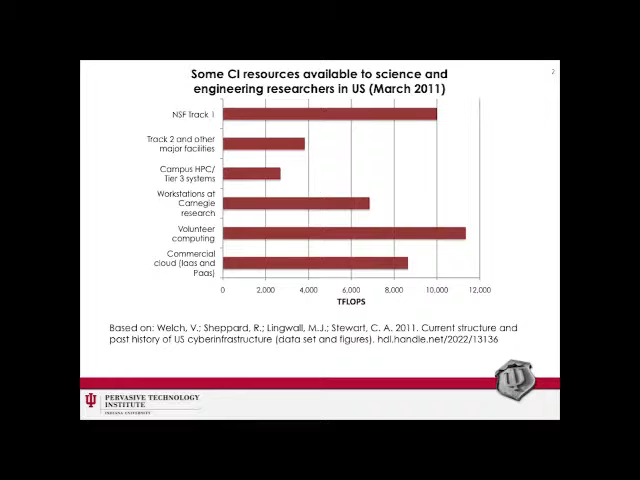 2
Some CI resources available to science and
engineering researchers in US (March 2011)
NSF Track 1
Track 2 and other
major facilities
Campus HPC/
Tier 3 systems
Workstations at
Carnegie
research
Volunteer
computing
Commercial
cloud (Iaas and
Paas)
0 2,000 4,000 6,000 8,000 10,000 12,000
TFLOPS
Based on: Welch, V.; Sheppard, R.; Lingwall, M.J.; Stewart, C. A. 2011. Current structure and
past history of US cyberinfrastructure (data set and figures). hdl.handle.net/2022/13136
PERVASIVE TECHNOLOGY
INSTITUTE
INDIANA UNIVERSITY